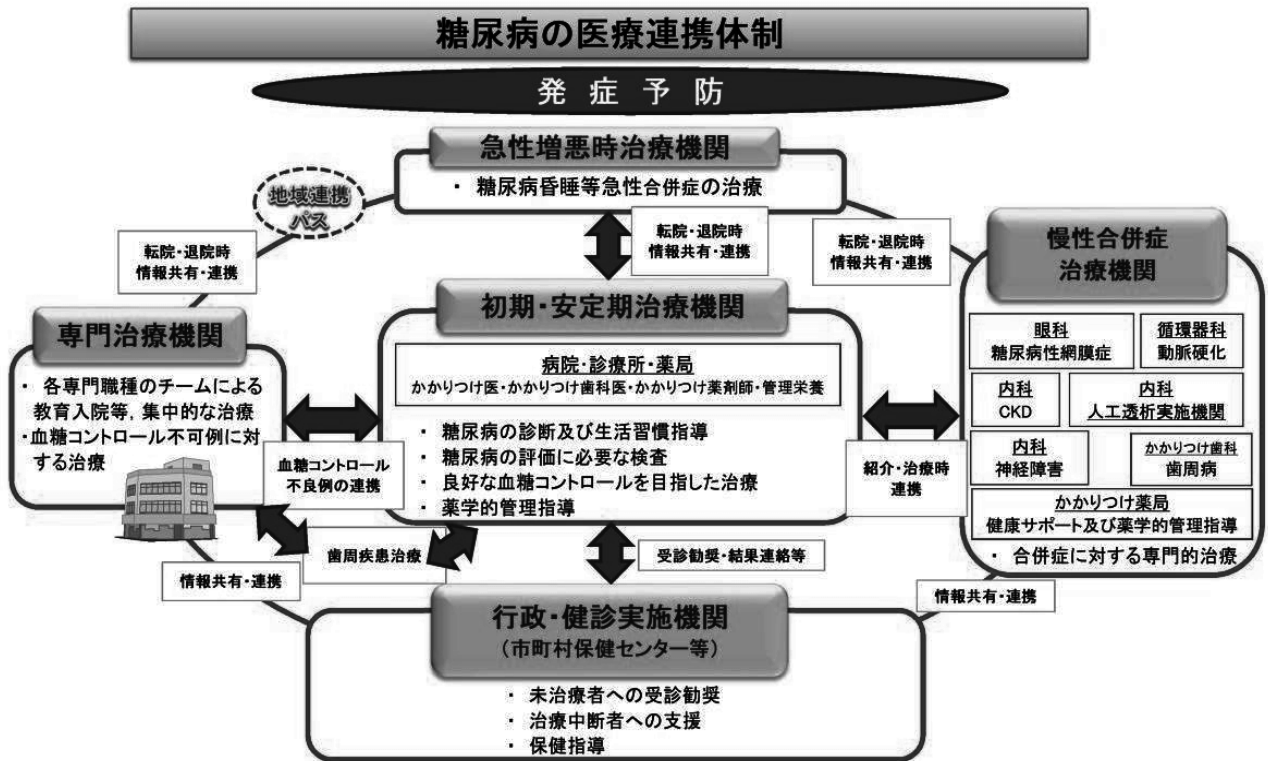 糖尿病の医療連携体制
発症予防
急性増悪時治療機関
・ 糖尿病昏睡等急性合併症の治療
地域連携
パス
転院・退院時
情報共有・連携
転院・退院時
情報共有・連携
転院・退院時
情報共有・連携
慢性合併症
治療機関
眼科
糖尿病性網膜症
循環器科
動脈硬化
内科
CKD
内科
人工透析実施機関
内科
神経障害
かかりつけ歯科
歯周病
かかりつけ薬局
健康サポート及び薬学的管理指導
・ 合併症に対する専門的治療
専門治療機関
・ 各専門職種のチームによる
教育入院等，集中的な治療
・血糖コントロール不可例に対
する治療
初期・安定期治療機関
病院・診療所・薬局
かかりつけ医・かかりつけ歯科医・かかりつけ薬剤師・管理栄養
・ 糖尿病の診断及び生活習慣指導
・ 糖尿病の評価に必要な検査
・ 良好な血糖コントロールを目指した治療
・ 薬学的管理指導
血糖コントロール
不良例の連携
紹介・治療時
連携
歯周疾患治療
受診勧奨・結果連絡等
情報共有・連携
情報共有・連携
行政・健診実施機関
（市町村保健センター等）
・ 未治療者への受診勧奨
・ 治療中断者への支援
・ 保健指導